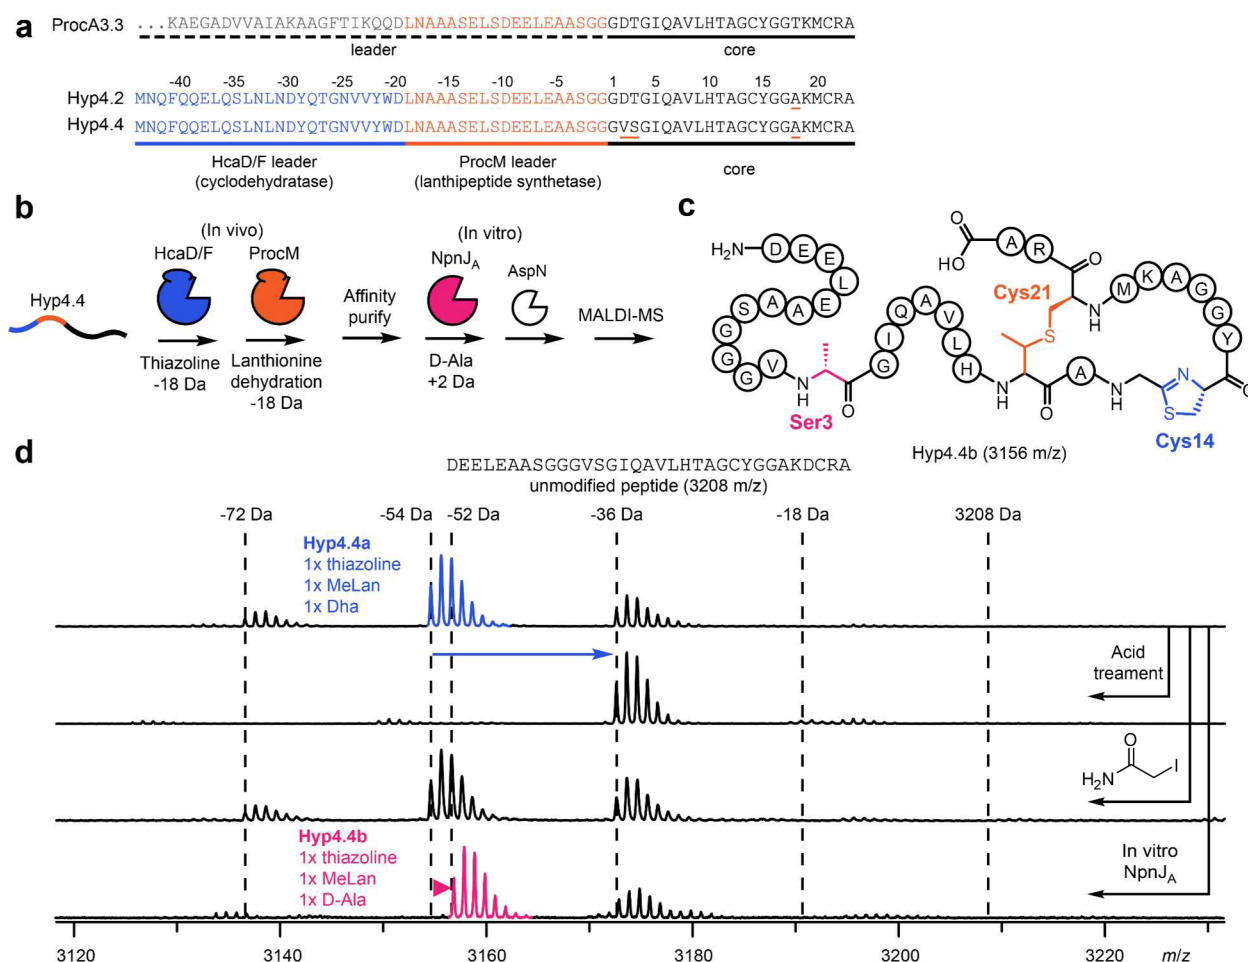 a
ProcA3.3 ...KAEGADVVAIAKAAGFTIKQQDLNAAASELSDEELEAASGGGDTGIQAVLHTAGCYGGTKMCRA
leader core
-40 -35 -30 -25 -20 -15 -10 -5 1 5 10 15 20
Hyp4.2 MNQFQQELQSLNLNDYQTGNVVYWDLNAAASELSDEELEAASGGGDTGIQAVLHTAGCYGGAKMCRA
Hyp4.4 MNQFQQELQSLNLNDYQTGNVVYWDLNAAASELSDEELEAASGGGVSGIQAVLHTAGCYGGAKMCRA
HcaD/F leader ProcM leader core
(cyclodehydratase) (lanthipeptide synthetase)
b
(In vivo) (In vitro)
HcaD/F ProcM NpnJA AspN
Hyp4.4
Affinity
purify
MALDI-MS
Thiazoline
-18 Da
Lanthionine
dehydration
-18 Da
D-Ala
+2 Da
c
H2N D E E L E A A S G G G V N H O G I Q A V L H N H O A N H
Ser3
O HO A R O N H M K A G G Y O
Cys21
S
N
S
Cys14
Hyp4.4b (3156 m/z)
d
DEELEAASGGGVSGIQAVLHTAGCYGGAKDCRA
unmodified peptide (3208 m/z)
-72 Da -54 Da -52 Da -36 Da -18 Da 3208 Da
Hyp4.4a
1x thiazoline
1x MeLan
1x Dha
Acid
treament
O
H2N I
Hyp4.4b
1x thiazoline
1x MeLan
1x D-Ala
In vitro
NpnJA
3120 3140 3160 3180 3200 3220 m/z